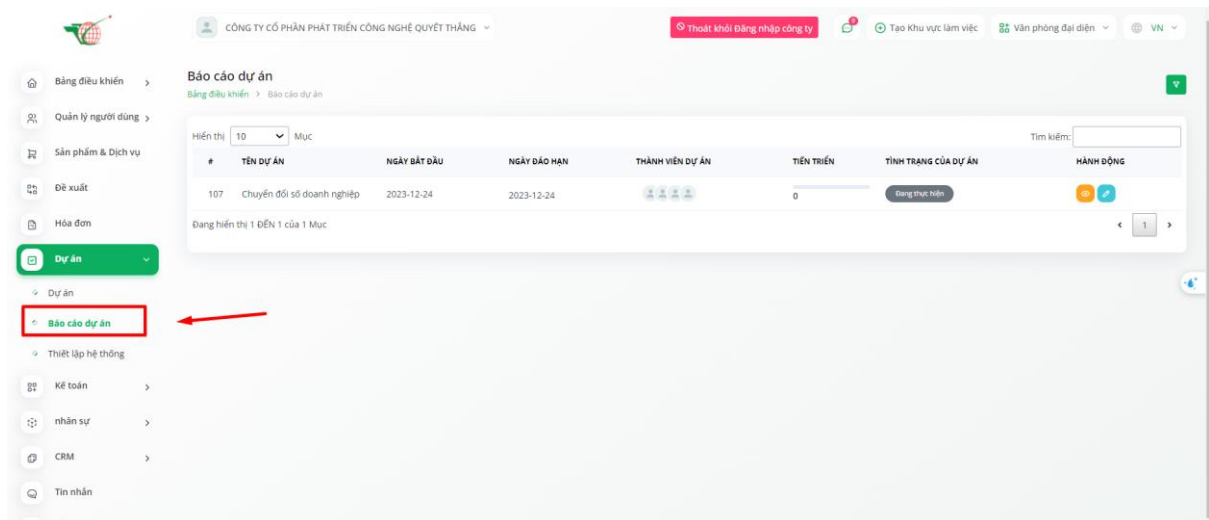 CÔNG TY CỔ PHẦN PHÁT TRIỂN CÔNG NGHỆ QUYẾT THẮNG
Thoát khỏi Đăng nhập công ty
0
Tạo Khu vực làm việc
Văn phòng đại diện
VN
Bảng điều khiển
Quản lý người dùng
Sản phẩm & Dịch vụ
Đề xuất
Hóa đơn
Dự án
Dự án
Báo cáo dự án
Thiết lập hệ thống
Kế toán
nhân sự
CRM
Tin nhắn
Báo cáo dự án
Bảng điều khiển > Báo cáo dự án
Hiển thị 10 Mục
Tìm kiếm:
# TÊN DỰ ÁN NGÀY BẮT ĐẦU NGÀY ĐÁO HẠN THÀNH VIÊN DỰ ÁN TIẾN TRIỂN TÌNH TRẠNG CỦA DỰ ÁN HÀNH ĐỘNG
107 Chuyển đổi số doanh nghiệp 2023-12-24 2023-12-24 0 Đang thực hiện
Đang hiển thị 1 ĐẾN 1 của 1 Mục
1